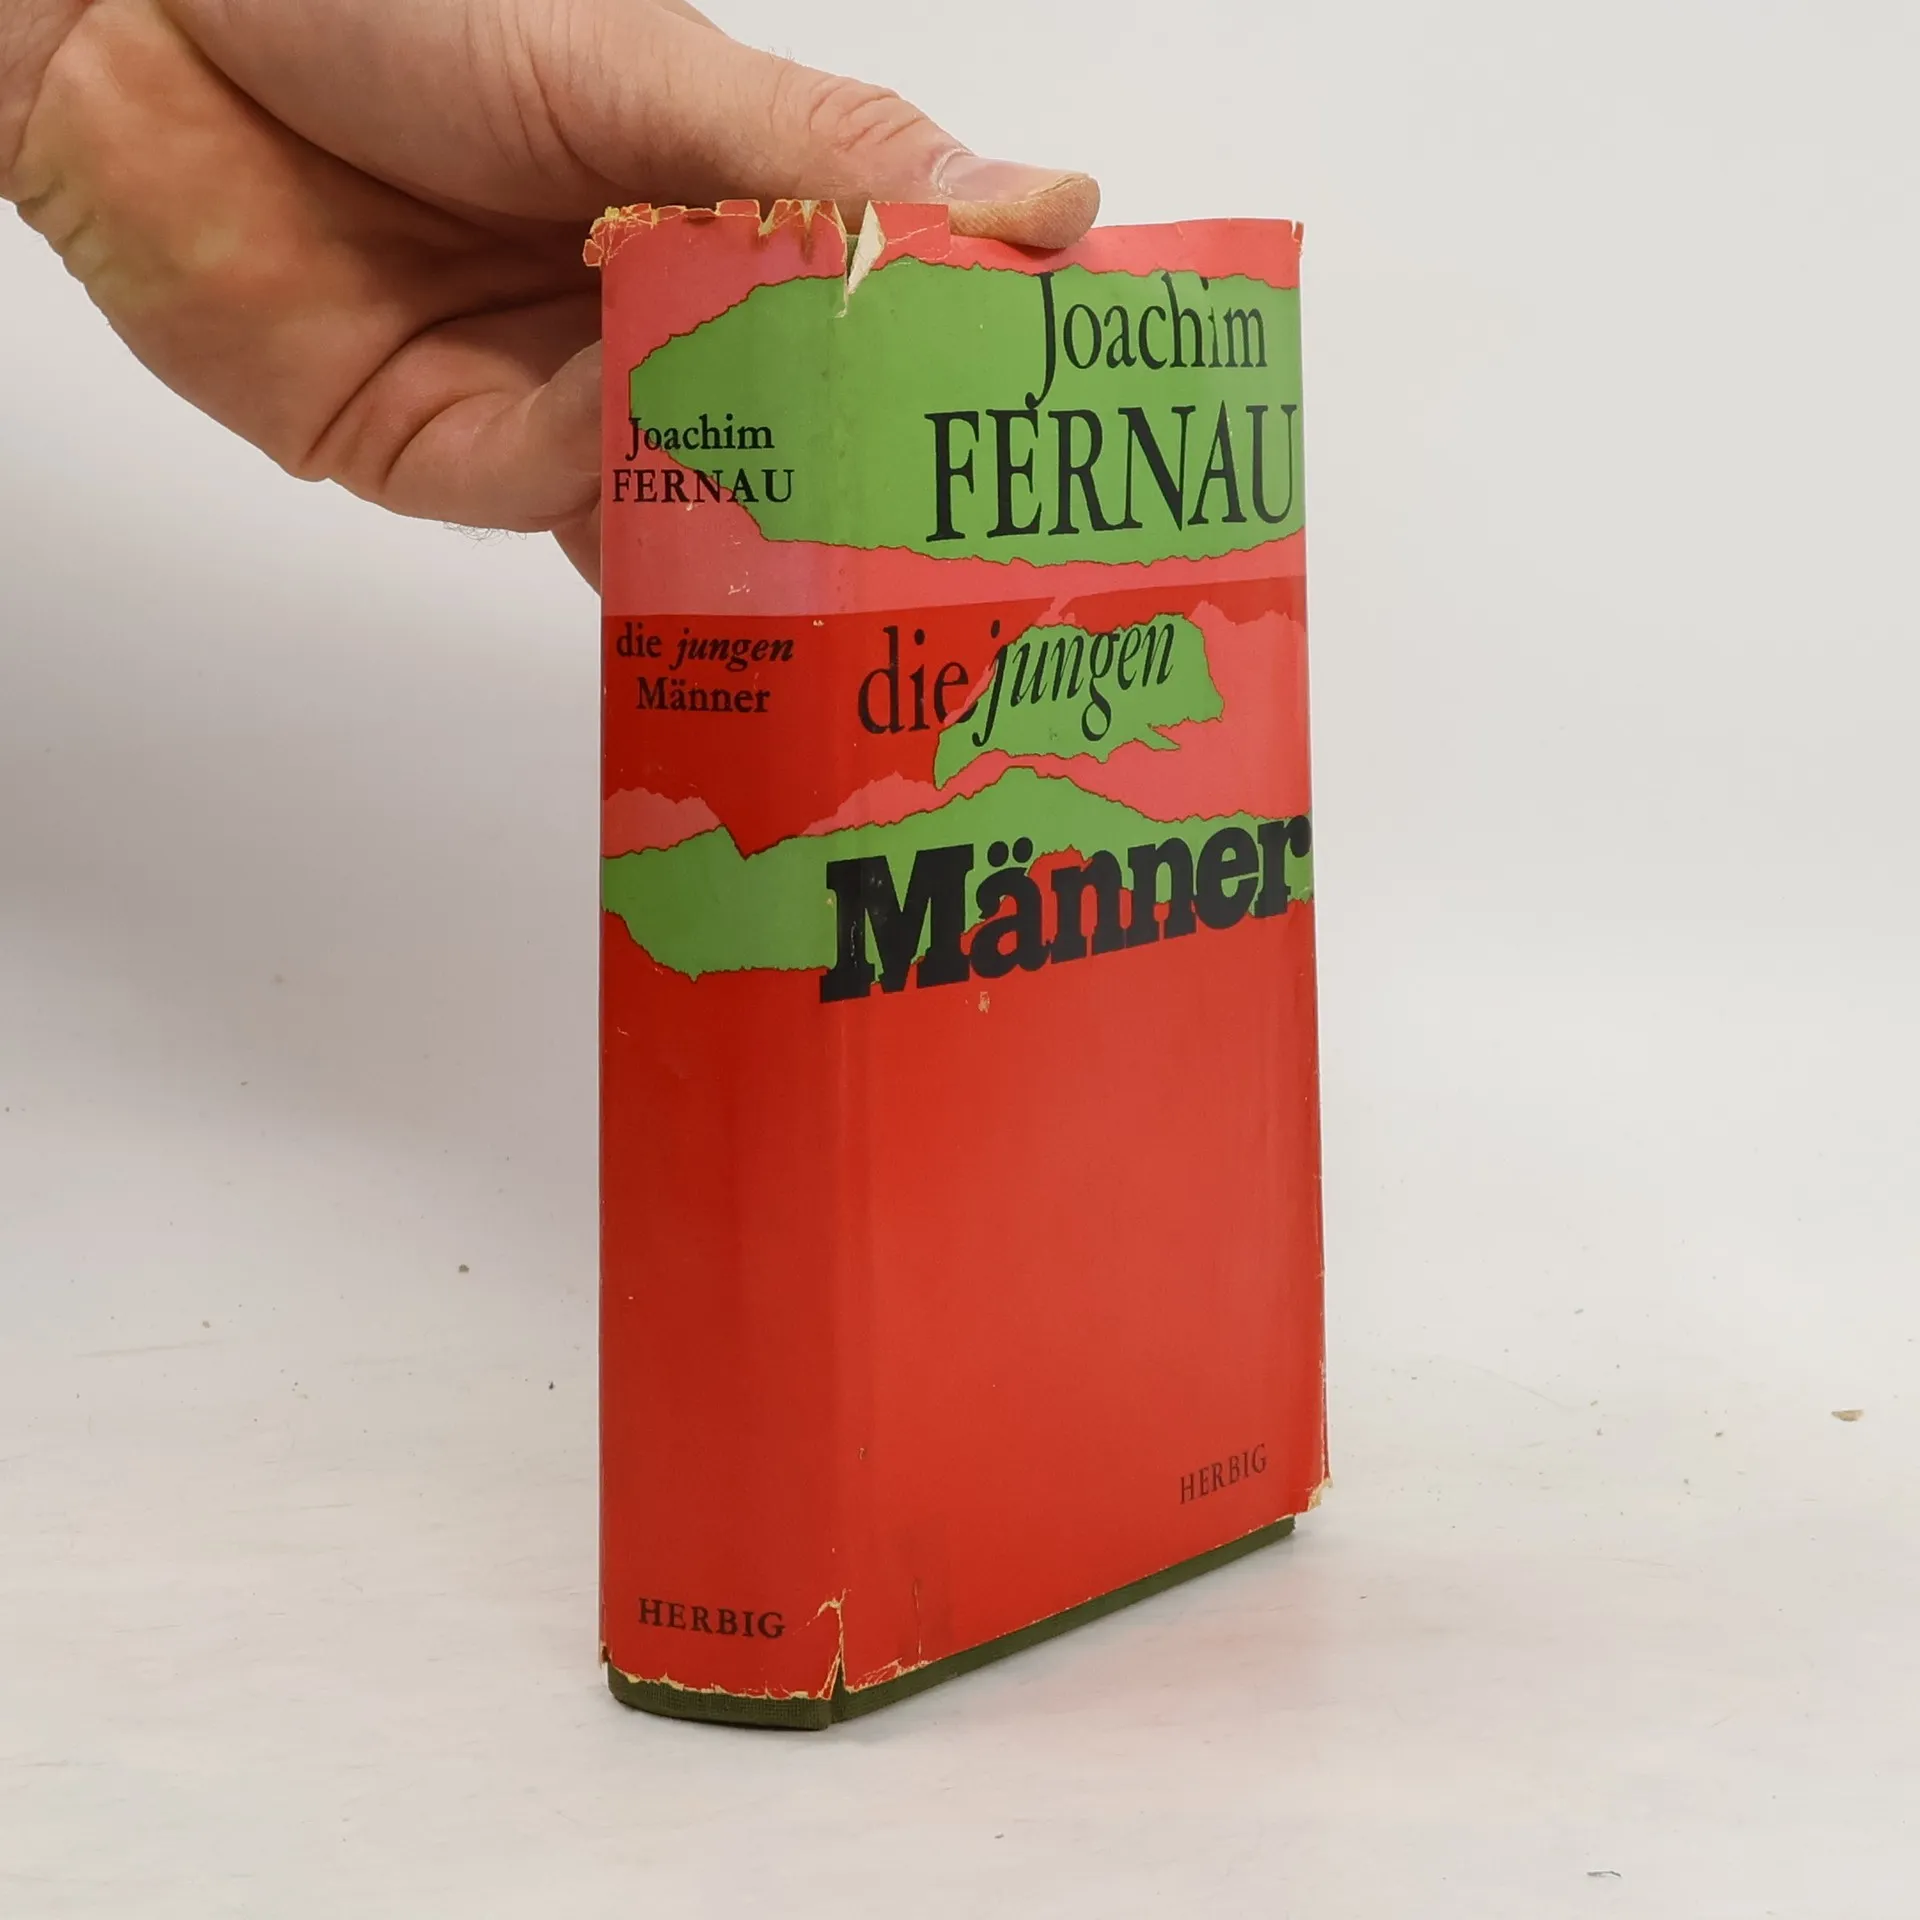 Joachim
FERNAU
die jungen
Männer
HERBIG
Joachim
FERNAU
die jungen
Männer
HERBIG